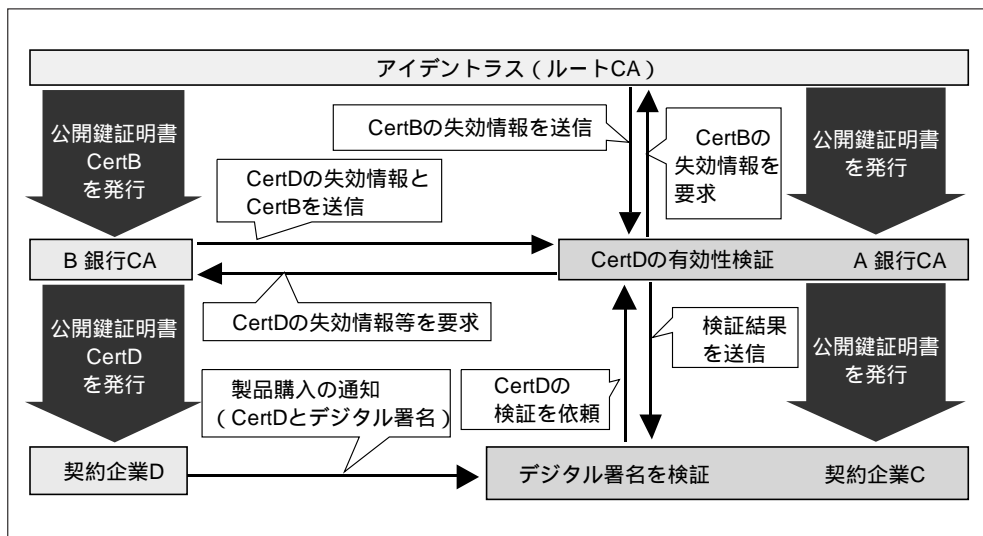 アイデントラス（ルートCA）
公開鍵証明書
CertB
を発行
CertBの失効情報を送信
CertBの
失効情報を
要求
公開鍵証明書
を発行
CertDの失効情報と
CertBを送信
B 銀行CA
CertDの有効性検証
A 銀行CA
公開鍵証明書
CertD
を発行
CertDの失効情報等を要求
検証結果
を送信
公開鍵証明書
を発行
製品購入の通知
（CertDとデジタル署名）
CertDの
検証を依頼
契約企業D
デジタル署名を検証
契約企業C